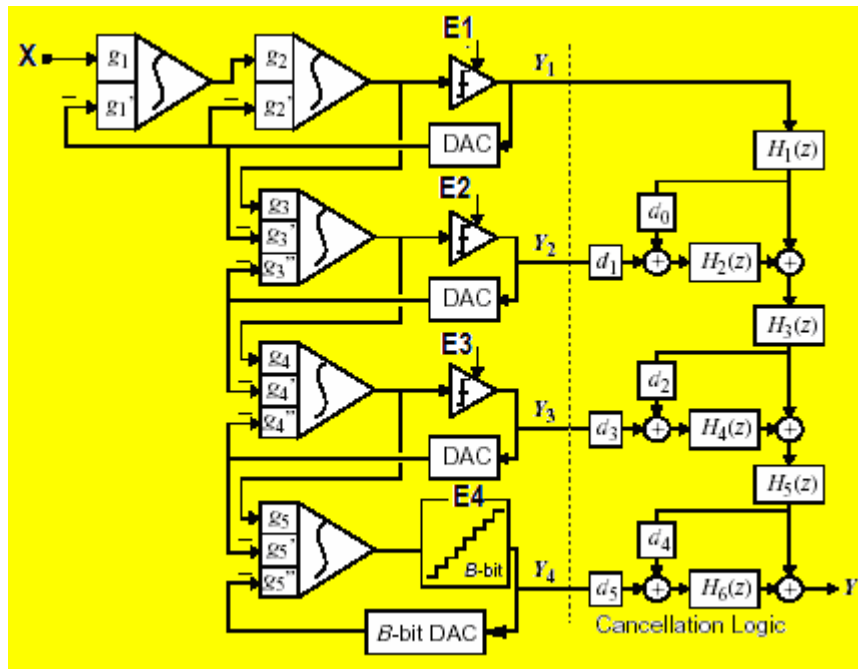 E1
X
g1
g2
Y1
g1'
g2'
DAC
H1(z)
E2
g3
g3'
g3''
Y2
d0
d1
H2(z)
DAC
E3
H3(z)
g4
g4'
g4''
Y3
d2
d3
H4(z)
DAC
E4
H5(z)
g5
g5'
g5''
B-bit
Y4
d4
d5
H6(z)
Y
B-bit DAC
Cancellation Logic